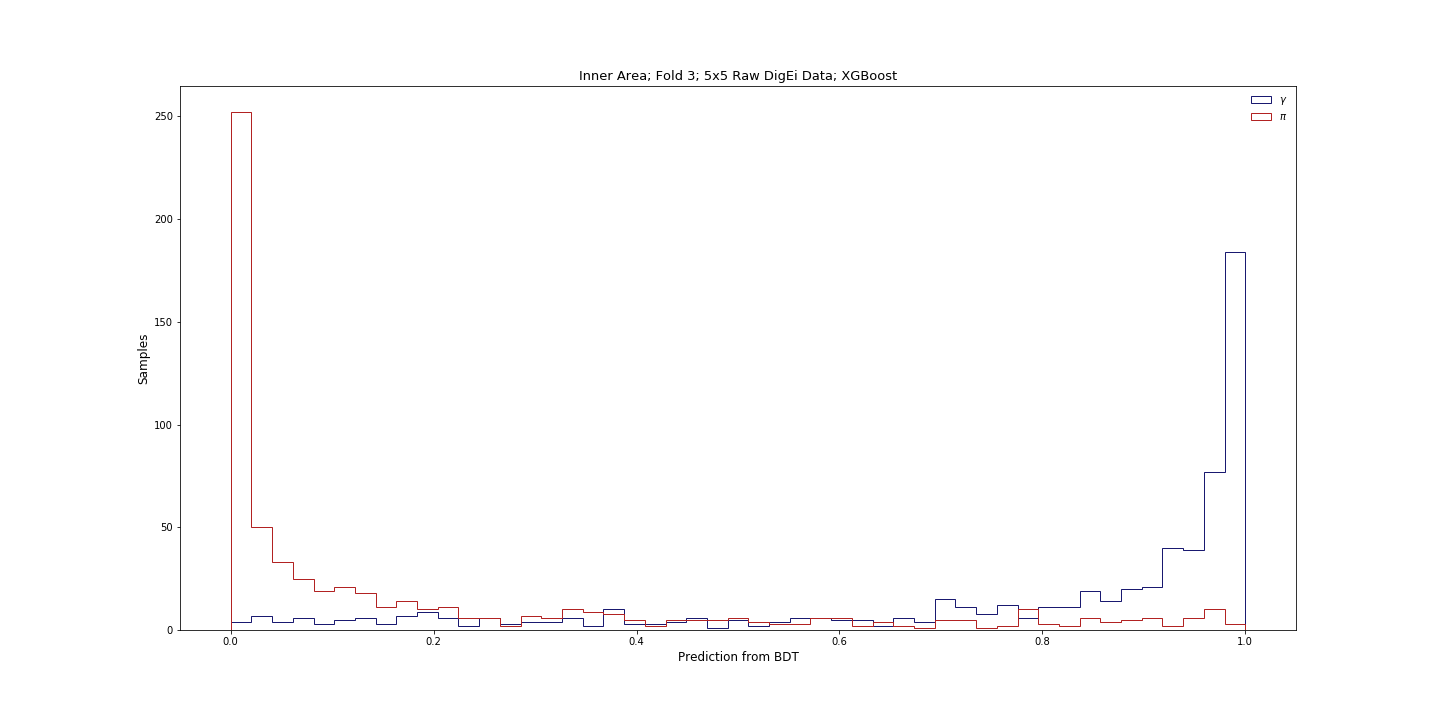 Inner Area; Fold 3; 5x5 Raw DigEi Data; XGBoost
γ
π
250
200
150
100
50
0
Samples
0.0 0.2 0.4 0.6 0.8 1.0
Prediction from BDT